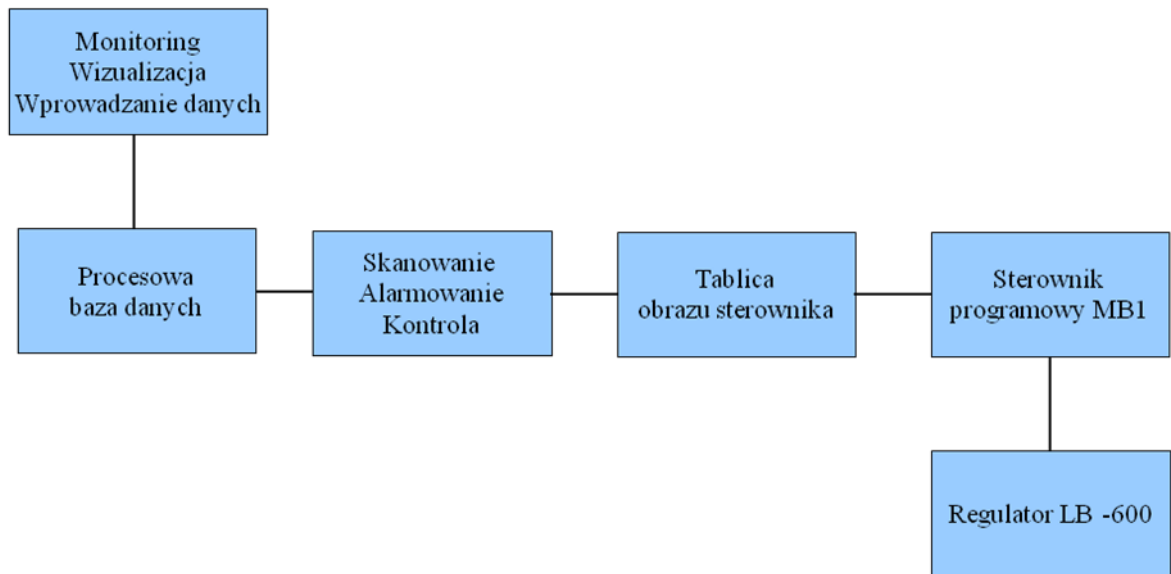 Monitoring
Wizualizacja
Wprowadzanie danych
Procesowa
baza danych
Skanowanie
Alarmowanie
Kontrola
Tablica
obrazu sterownika
Sterownik
programowy MB1
Regulator LB -600